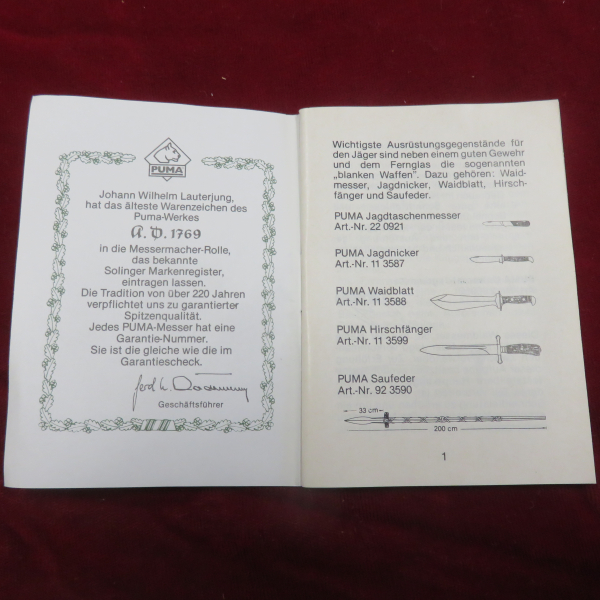 PUMA
Johann Wilhelm Lauterjung,
hat das älteste Warenzeichen des
Puma-Werkes
A. D. 1769
in die Messermacher-Rolle,
das bekannte
Solinger Markenregister,
eintragen lassen.
Die Tradition von über 220 Jahren
verpflichtet uns zu garantierter
Spitzenqualität.
Jedes PUMA-Messer hat eine
Garantie-Nummer.
Sie ist die gleiche wie die im
Garantiescheck.
Geschäftsführer
Wichtigste Ausrüstungsgegenstände für
den Jäger sind neben einem guten Gewehr
und dem Fernglas die sogenannten
„blanken Waffen". Dazu gehören: Waid-
messer, Jagdnicker, Waidblatt, Hirsch-
fänger und Saufeder.
PUMA Jagdtaschenmesser
Art.-Nr. 22 0921
PUMA Jagdnicker
Art.-Nr. 11 3587
PUMA Waidblatt
Art.-Nr. 11 3588
PUMA Hirschfänger
Art.-Nr. 11 3599
PUMA Saufeder
Art.-Nr. 92 3590
33 cm
200 cm
1